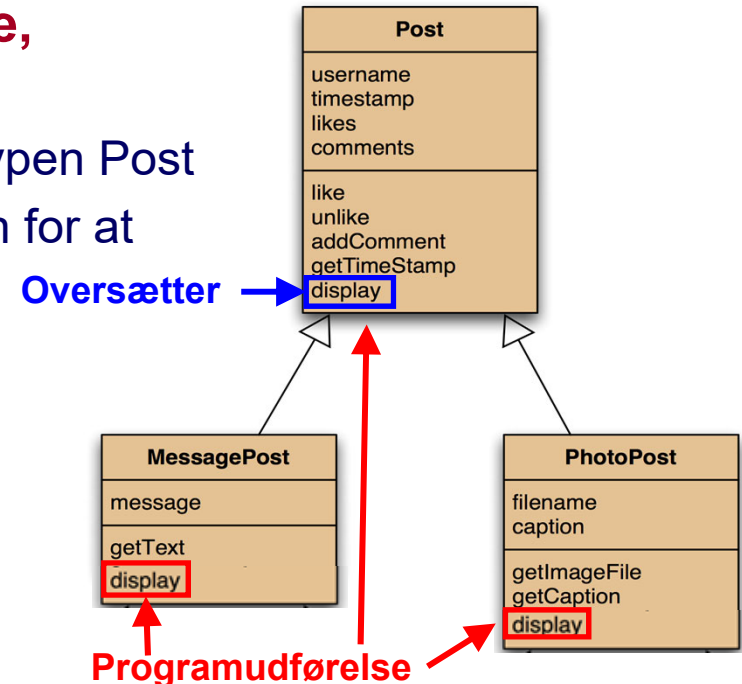 e,
ypen Post
n for at
Oversætter
Post
username
timestamp
likes
comments
like
unlike
addComment
getTimeStamp
display
MessagePost
message
getText
display
PhotoPost
filename
caption
getImageFile
getCaption
display
Programudførelse